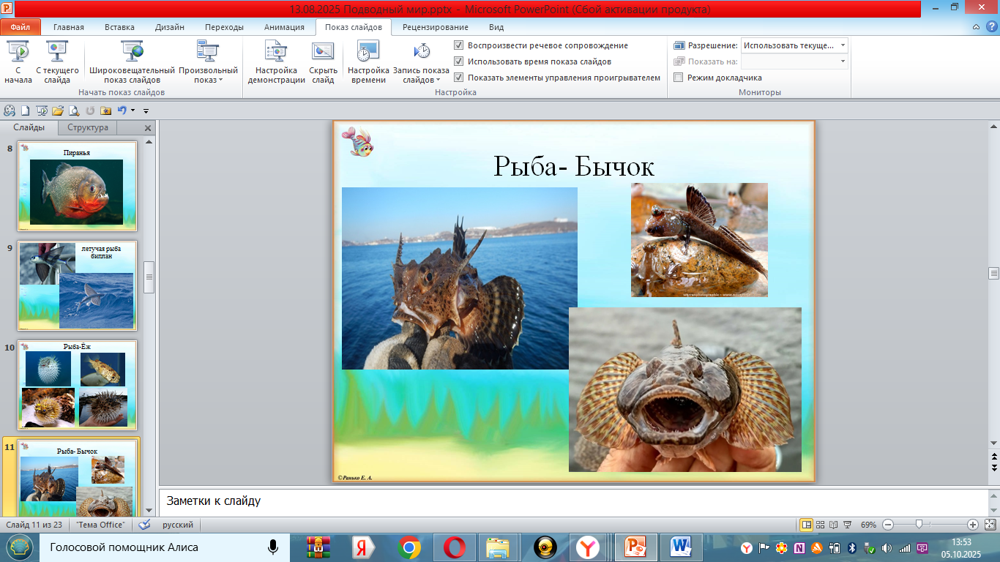 13.08.2025 Подводный мир.pptx - Microsoft PowerPoint (Сбой активации продукта)
Файл Главная Вставка Дизайн Переходы Анимация Показ слайдов Рецензирование Вид
С начала
С текущего слайда
Широковещательный показ слайдов
Произвольный показ
Начать показ слайдов
Настройка демонстрации
Скрыть слайд
Настройка времени
Запись показа слайдов
Воспроизвести речевое сопровождение
Использовать время показа слайдов
Показать элементы управления проигрывателем
Настройка
Разрешение: Использовать текуще...
Показать на:
Режим докладчика
Мониторы
Слайды Структура
8
Пиранья
9
летучая рыба
биплан
10
Рыба-Ёж
11
Рыба- Бычок
Рыба- Бычок
©Ранько Е. А.
Заметки к слайду
Слайд 11 из 23 "Тема Office" русский 69%
Голосовой помощник Алиса
13:53
05.10.2025